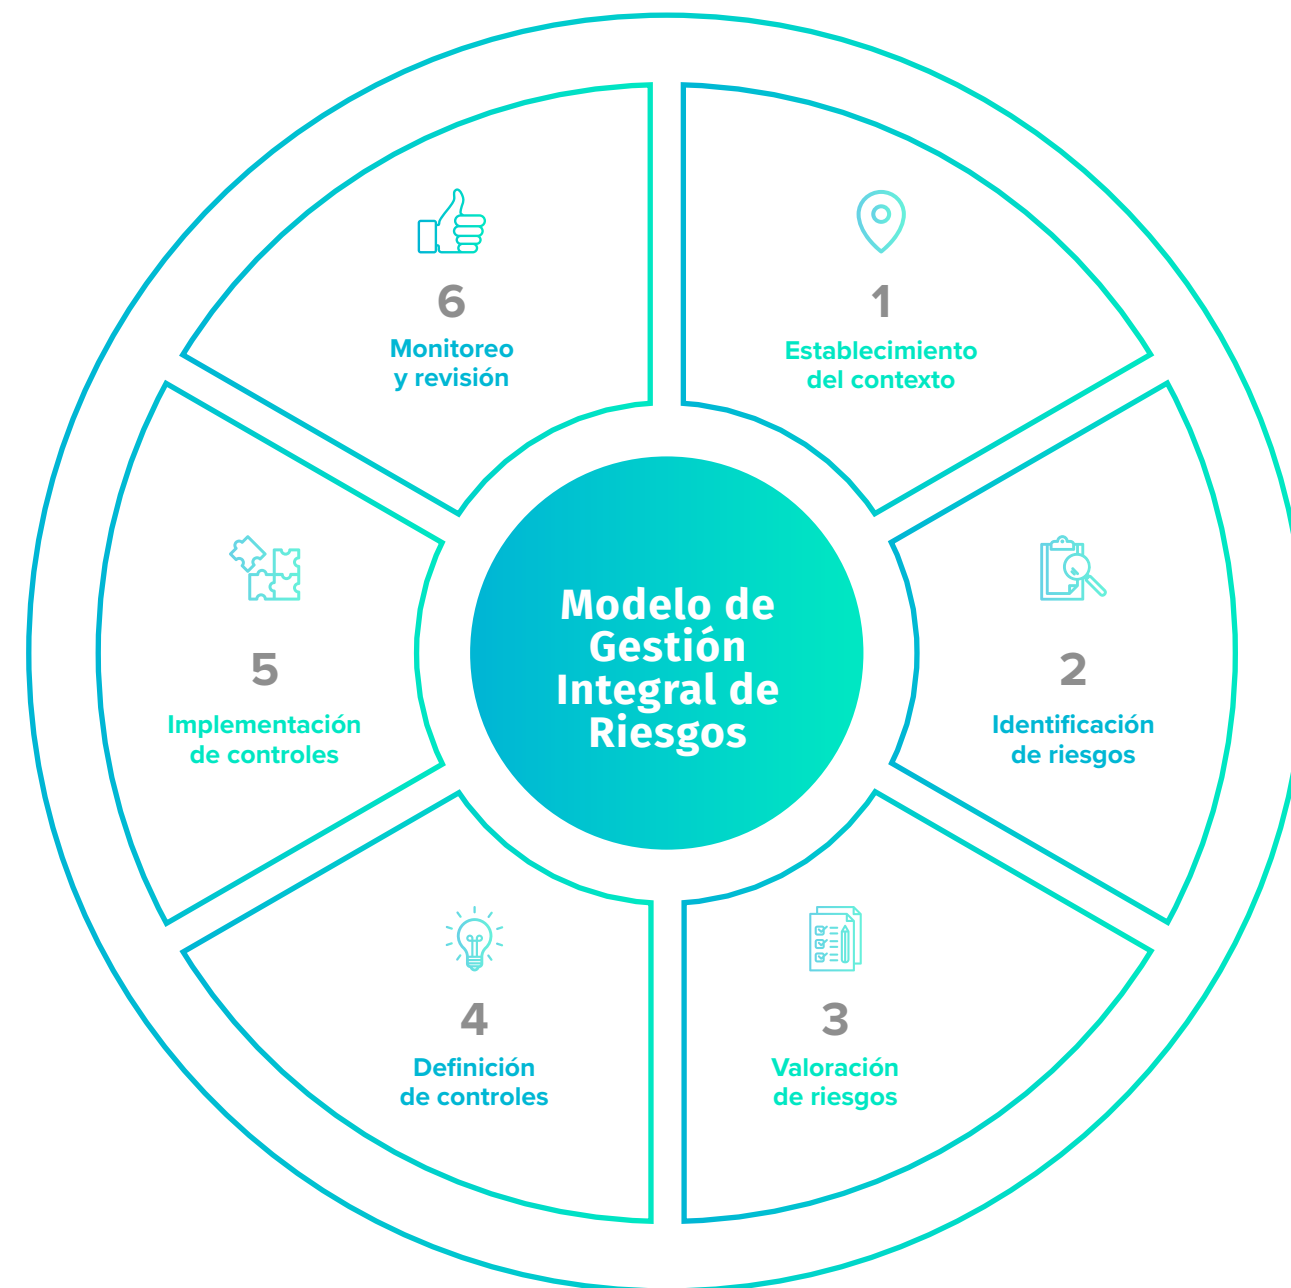 Modelo de
Gestión
Integral de
Riesgos
1
Establecimiento
del contexto
2
Identificación
de riesgos
3
Valoración
de riesgos
4
Definición
de controles
5
Implementación
de controles
6
Monitoreo
y revisión